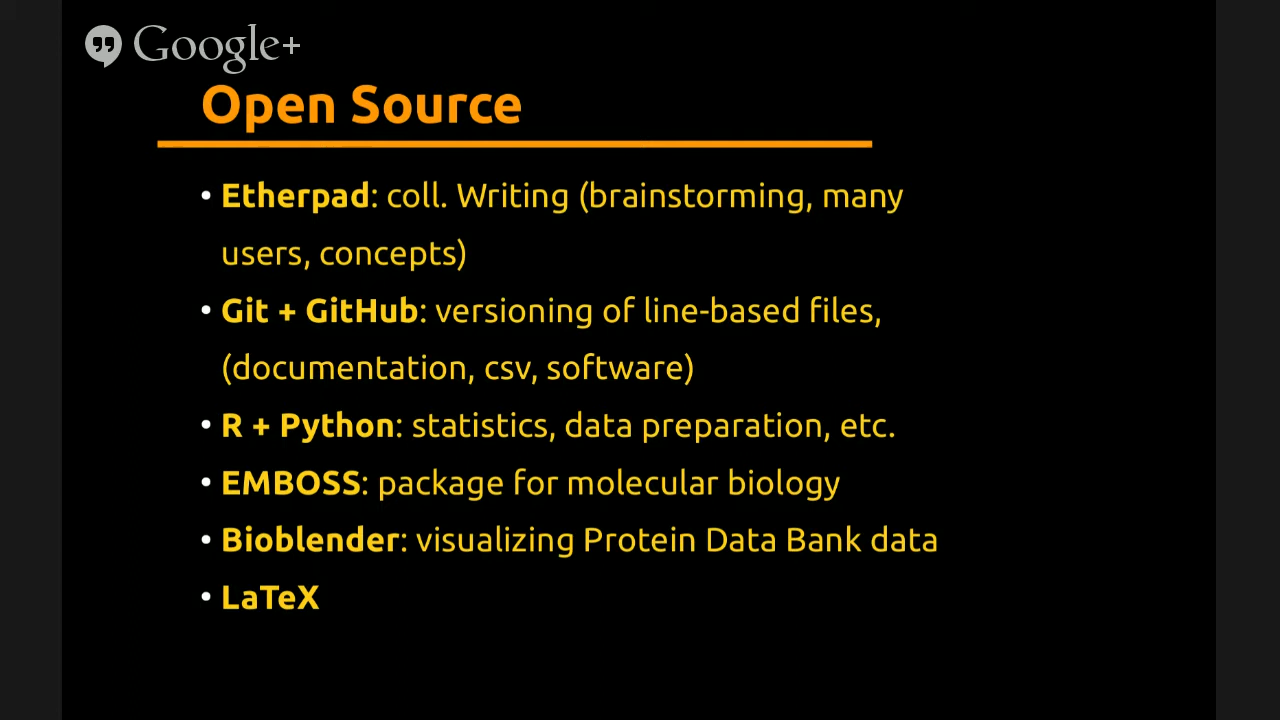 Google+
Open Source
• Etherpad: coll. Writing (brainstorming, many
users, concepts)
• Git + GitHub: versioning of line-based files,
(documentation, csv, software)
• R + Python: statistics, data preparation, etc.
• EMBOSS: package for molecular biology
• Bioblender: visualizing Protein Data Bank data
• LaTeX